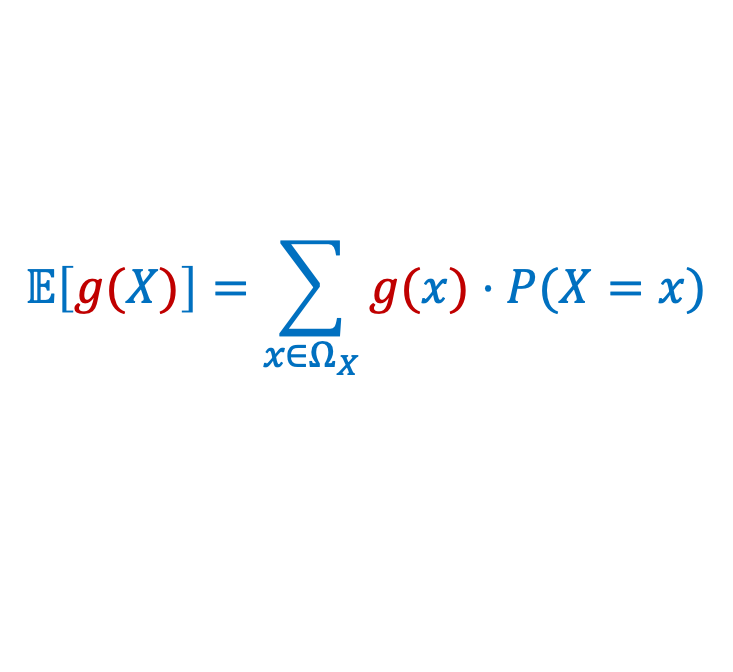 𝔼[g(X)] = ∑ g(x) · P(X = x)
x∈Ω_X